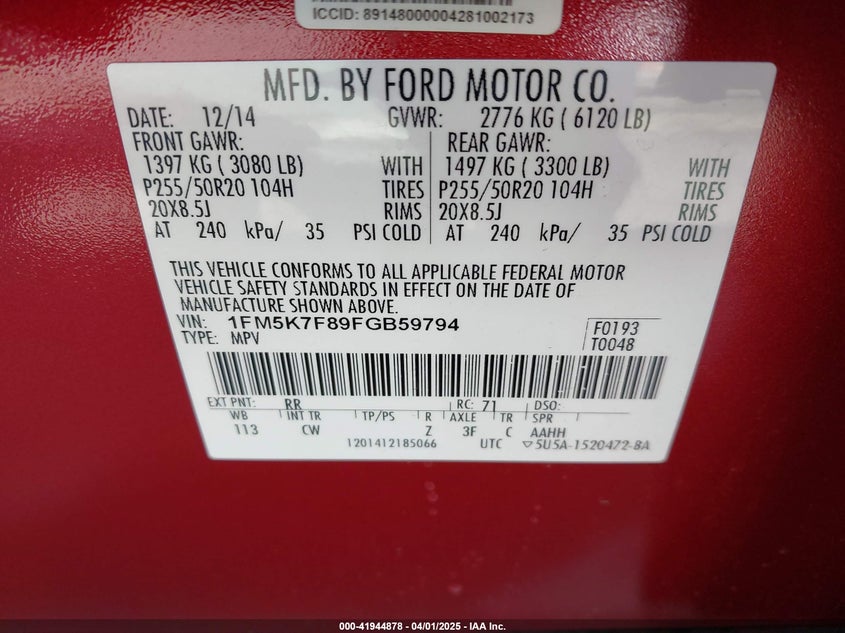 ICCID: 89148000004281002173
MFD. BY FORD MOTOR CO.
DATE: 12/14 GVWR: 2776 KG ( 6120 LB)
FRONT GAWR: REAR GAWR:
1397 KG ( 3080 LB) WITH 1497 KG ( 3300 LB) WITH
P255/50R20 104H TIRES P255/50R20 104H TIRES
20X8.5J RIMS 20X8.5J RIMS
AT 240 kPa/ 35 PSI COLD AT 240 kPa/ 35 PSI COLD
THIS VEHICLE CONFORMS TO ALL APPLICABLE FEDERAL MOTOR
VEHICLE SAFETY STANDARDS IN EFFECT ON THE DATE OF
MANUFACTURE SHOWN ABOVE.
VIN: 1FM5K7F89FGB59794 F0193
TYPE: MPV T0048
EXT PNT: RR RC: 71 DSO:
WB INT TR TP/PS R AXLE TR SPR
113 CW Z 3F C AAHH
1201412185066 UTC ▽5U5A-1520472-BA
000-41944878 - 04/01/2025 - IAA Inc.